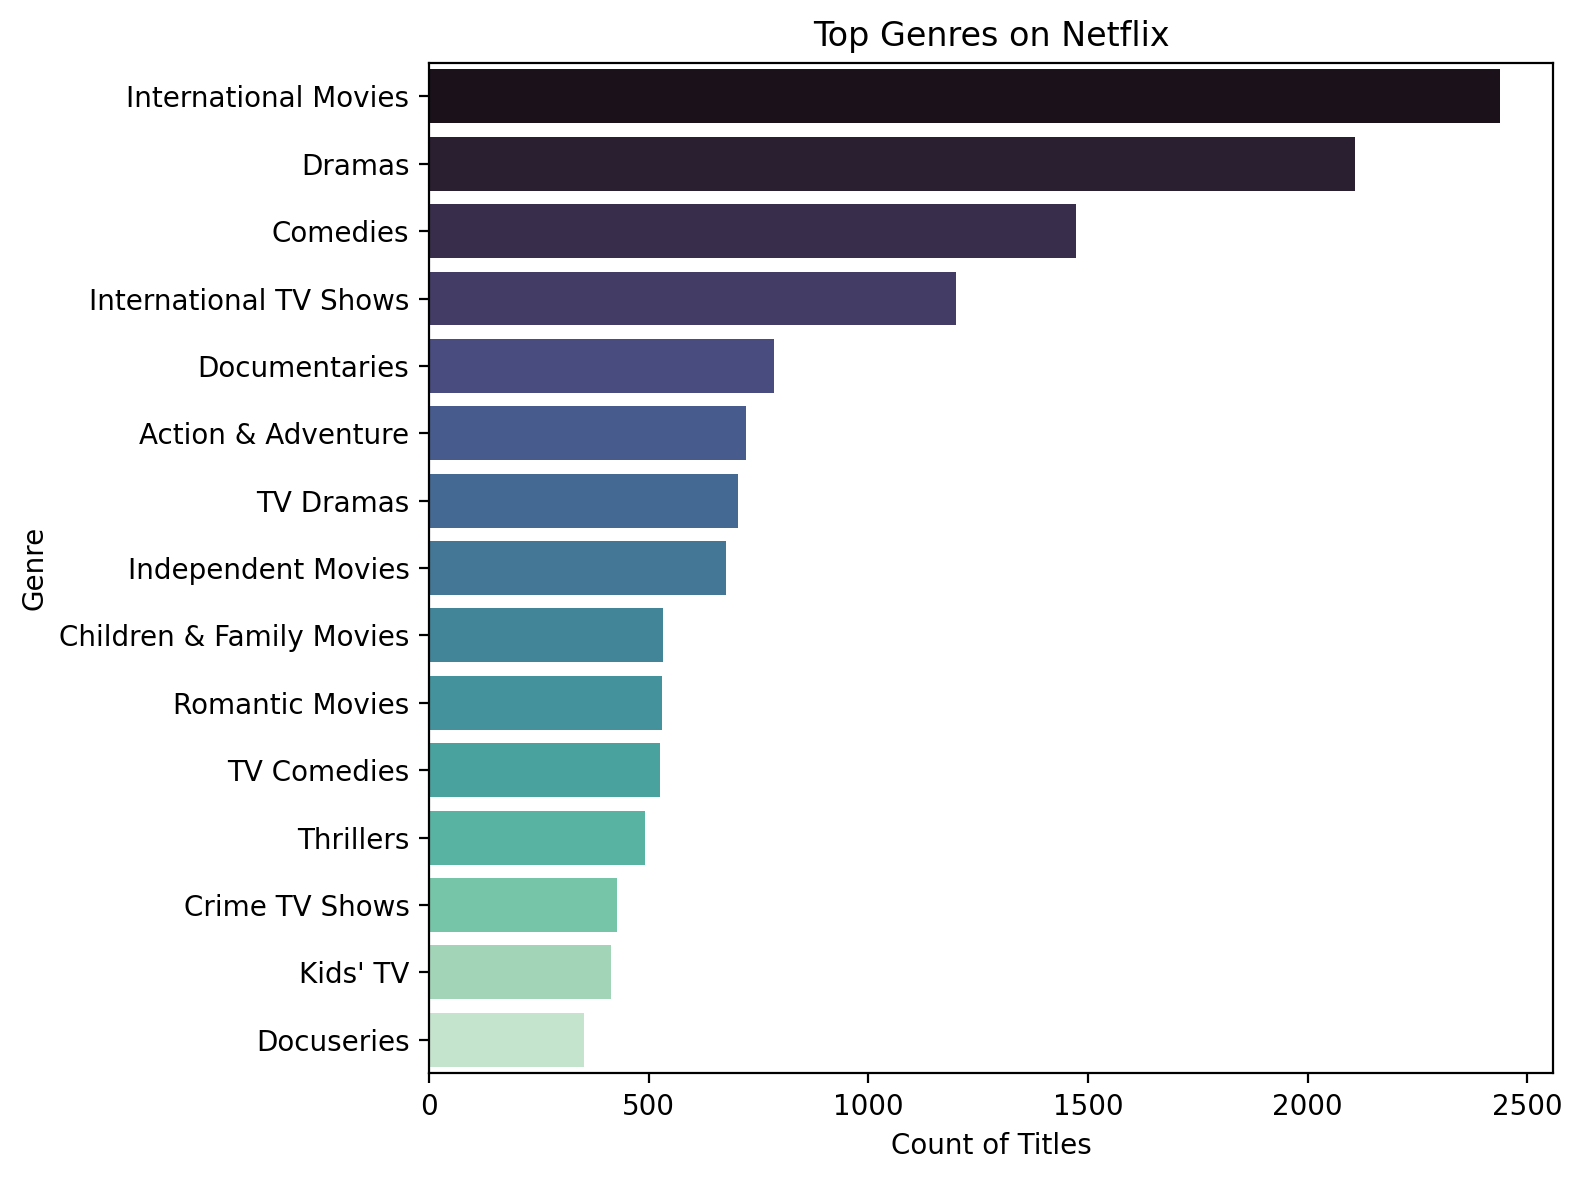 Top Genres on Netflix
International Movies
Dramas
Comedies
International TV Shows
Documentaries
Action & Adventure
TV Dramas
Independent Movies
Children & Family Movies
Romantic Movies
TV Comedies
Thrillers
Crime TV Shows
Kids' TV
Docuseries
Genre
0 500 1000 1500 2000 2500
Count of Titles